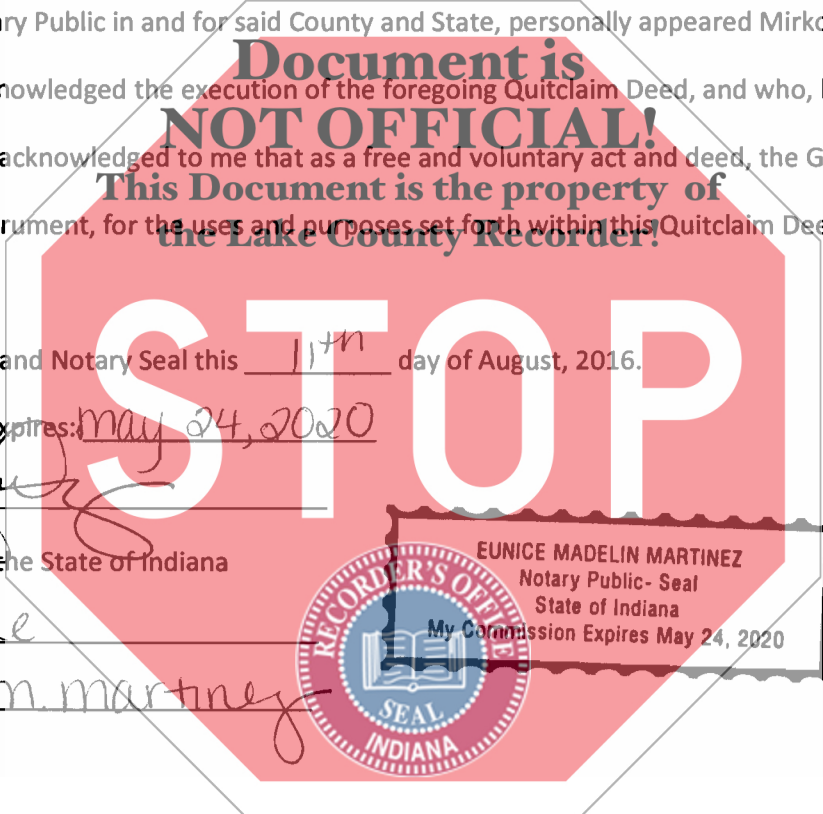 ry Public in and for said County and State, personally appeared Mirko
Document is
nowledged the execution of the foregoing Quitclaim Deed, and who,
NOT OFFICIAL!
acknowledged to me that as a free and voluntary act and deed, the G
This Document is the property of
the Lake County Recorder!
rument, for the uses and purposes set forth within this Quitclaim Dee
STOP
and Notary Seal this 11th day of August, 2016.
xpires: May 24, 2020
he State of Indiana
EUNICE MADELIN MARTINEZ
Notary Public- Seal
State of Indiana
My Commission Expires May 24, 2020
e
m. martinez
RECORDER'S OFFICE
SEAL
INDIANA